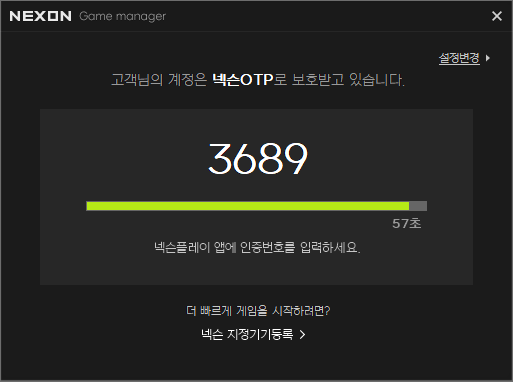 NEXON Game manager
설정변경
고객님의 계정은 넥슨OTP로 보호받고 있습니다.
3689
57초
넥슨플레이 앱에 인증번호를 입력하세요.
더 빠르게 게임을 시작하려면?
넥슨 지정기기등록 >